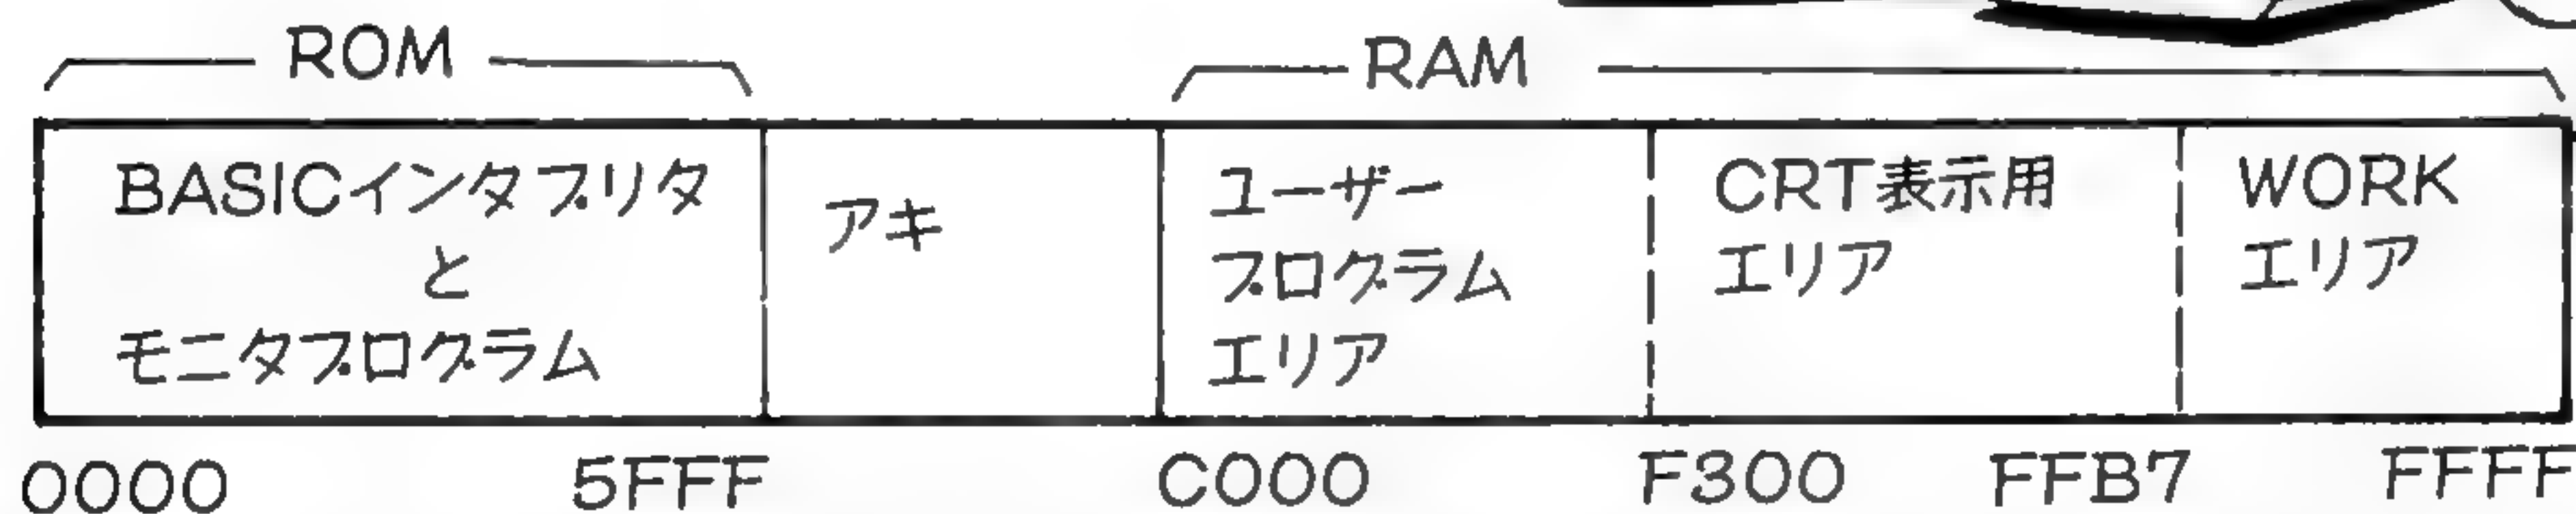 ROM
RAM
BASICインタプリタ
と
モニタプログラム
アキ
ユーザー
プログラム
エリア
CRT表示用
エリア
WORK
エリア
0000 5FFF C000 F300 FFB7 FFFF